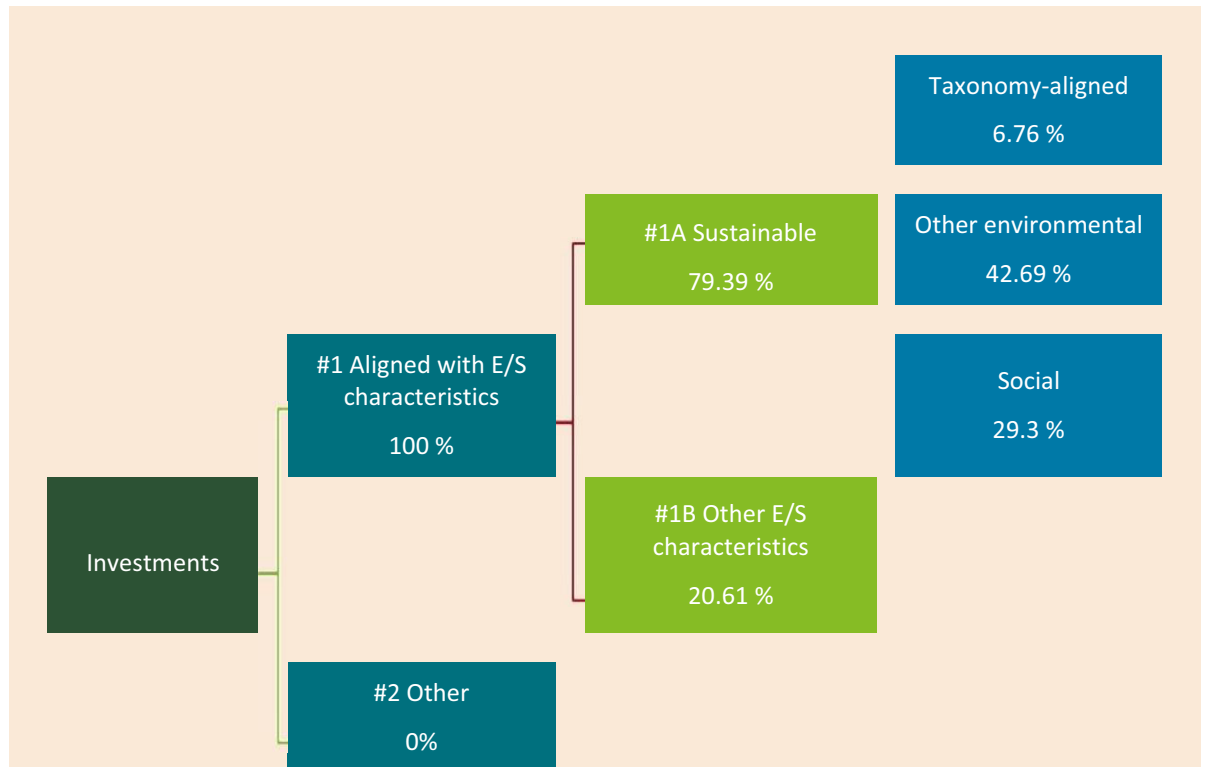 Taxonomy-aligned
6.76 %
#1A Sustainable
79.39 %
Other environmental
42.69 %
#1 Aligned with E/S
characteristics
100 %
Social
29.3 %
Investments
#1B Other E/S
characteristics
20.61 %
#2 Other
0%